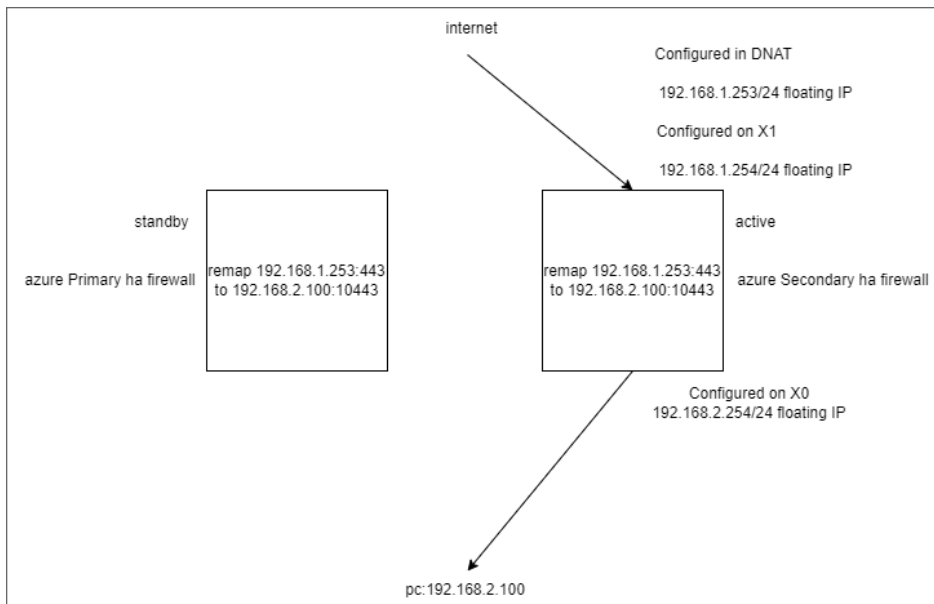 internet
Configured in DNAT
192.168.1.253/24 floating IP
Configured on X1
192.168.1.254/24 floating IP
standby
active
azure Primary ha firewall
remap 192.168.1.253:443
to 192.168.2.100:10443
remap 192.168.1.253:443
to 192.168.2.100:10443
azure Secondary ha firewall
Configured on X0
192.168.2.254/24 floating IP
pc:192.168.2.100